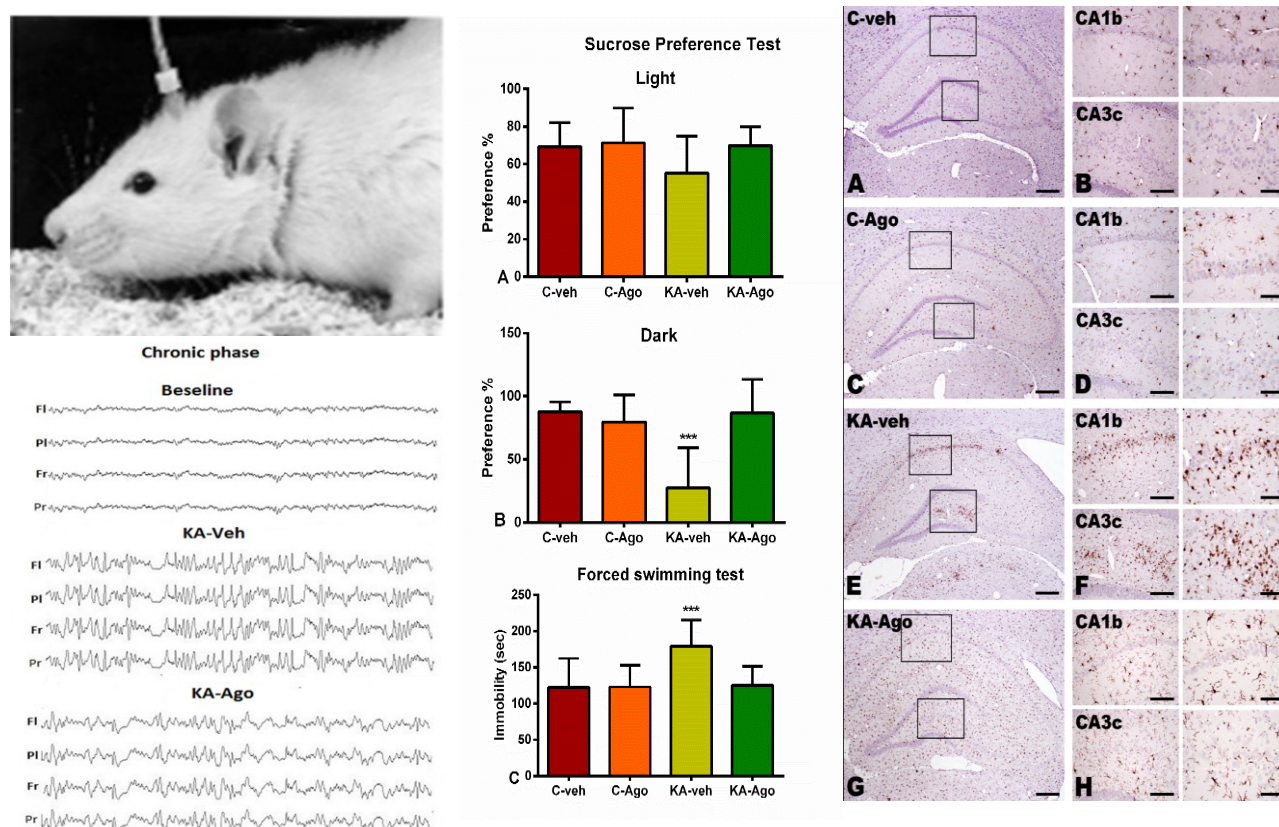 Chronic phase
Beseline
Fl
Pl
Fr
Pr
KA-Veh
Fl
Pl
Fr
Pr
KA-Ago
Fl
Pl
Fr
Pr
Sucrose Preference Test
Light
Preference %
100
80
60
40
20
0
A
C-veh C-Ago KA-veh KA-Ago
Dark
Preference %
150
100
50
0
***
B
C-veh C-Ago KA-veh KA-Ago
Forced swimming test
Immobility (sec)
250
200
150
100
50
0
***
C
C-veh C-Ago KA-veh KA-Ago
C-veh
A
CA1b
CA3c
B
C-Ago
C
CA1b
CA3c
D
KA-veh
E
CA1b
CA3c
F
KA-Ago
G
CA1b
CA3c
H